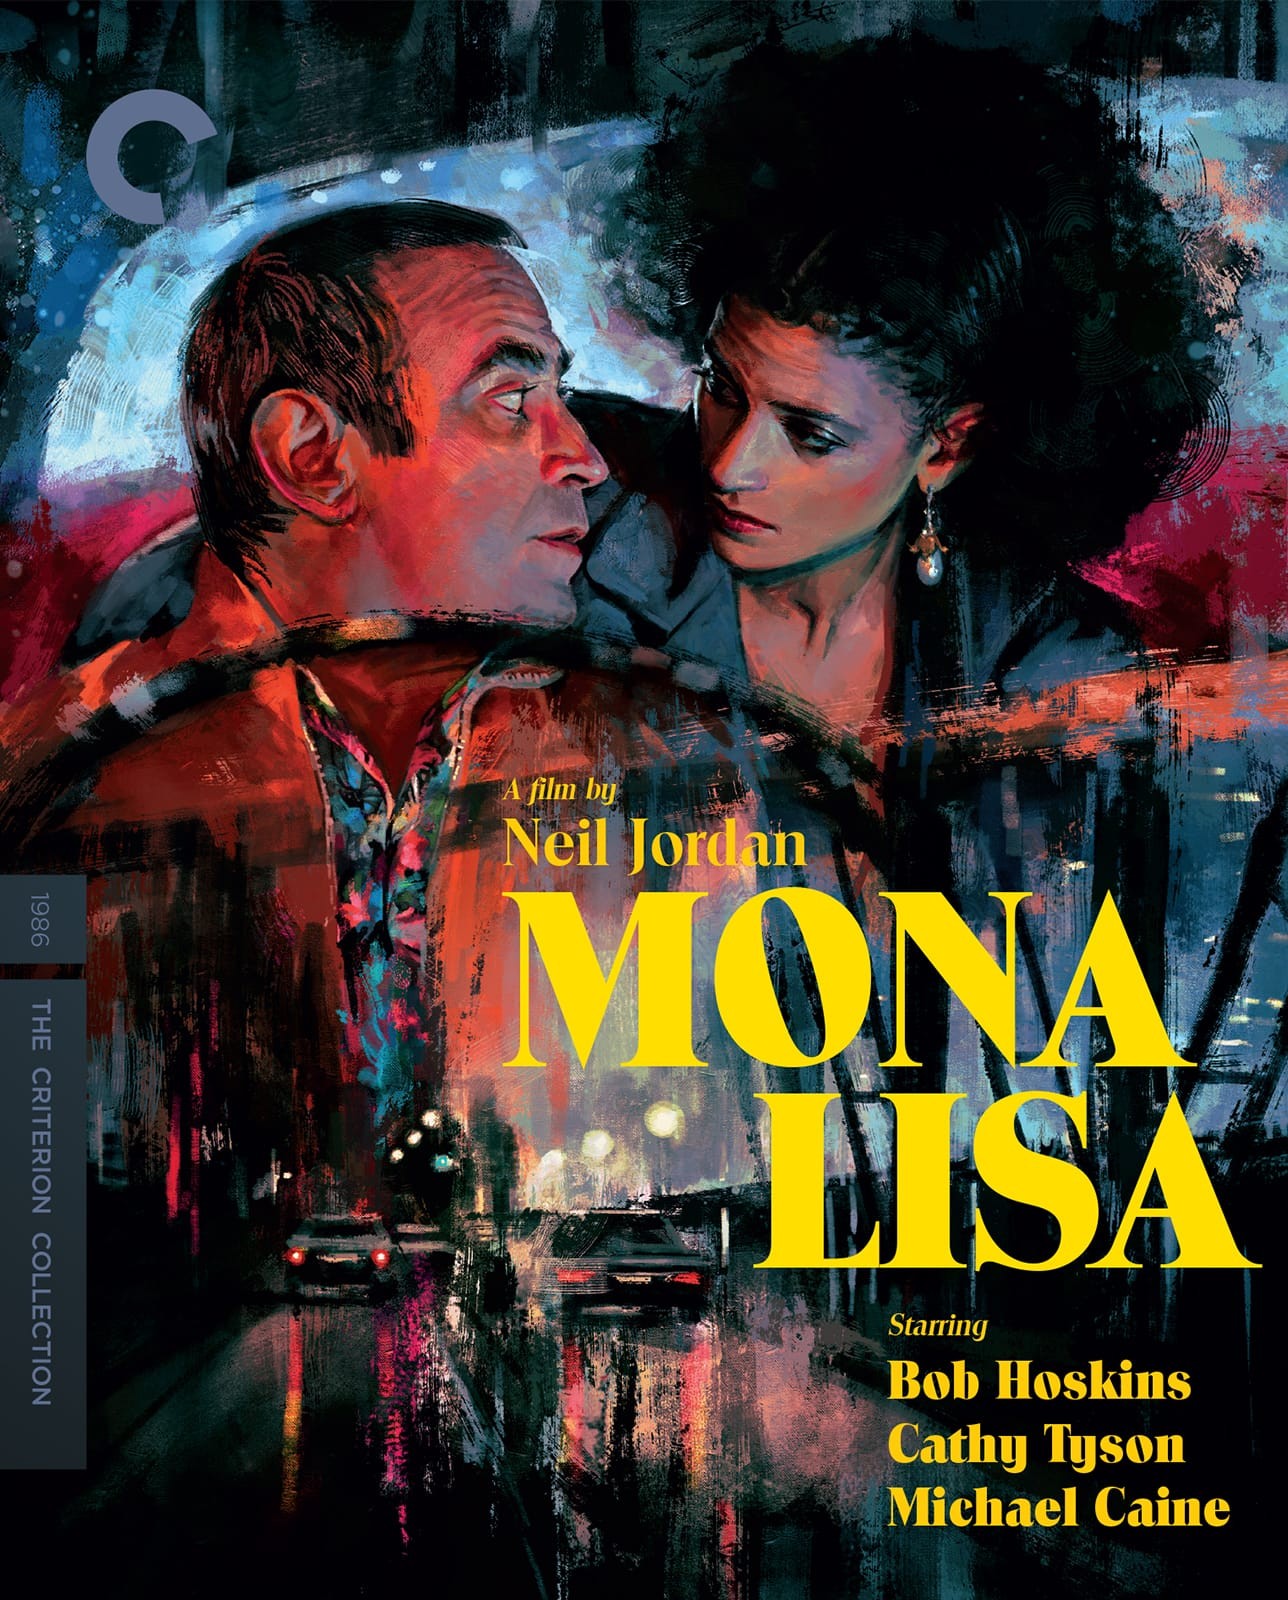 A film by
Neil Jordan
MONA
LISA
Starring
Bob Hoskins
Cathy Tyson
Michael Caine
1986
THE CRITERION COLLECTION